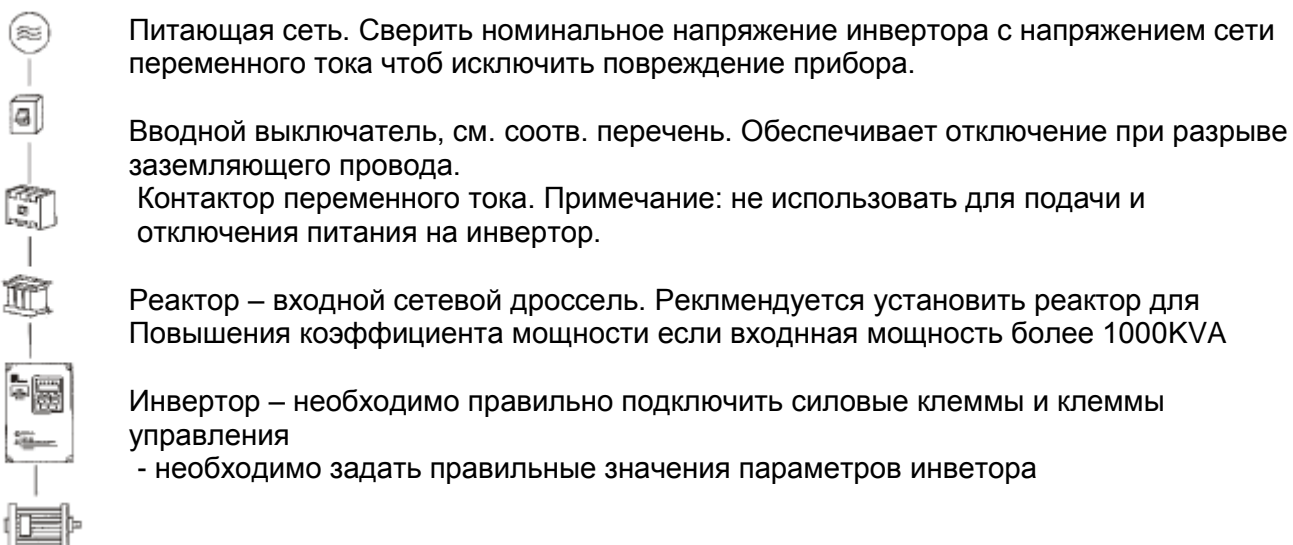 Питающая сеть. Сверить номинальное напряжение инвертора с напряжением сети
переменного тока чтоб исключить повреждение прибора.
Вводной выключатель, см. соотв. перечень. Обеспечивает отключение при разрыве
заземляющего провода.
Контактор переменного тока. Примечание: не использовать для подачи и
отключения питания на инвертор.
Реактор – входной сетевой дроссель. Реклмендуется установить реактор для
Повышения коэффициента мощности если входнная мощность более 1000KVA
Инвертор – необходимо правильно подключить силовые клеммы и клеммы
управления
- необходимо задать правильные значения параметров инветора